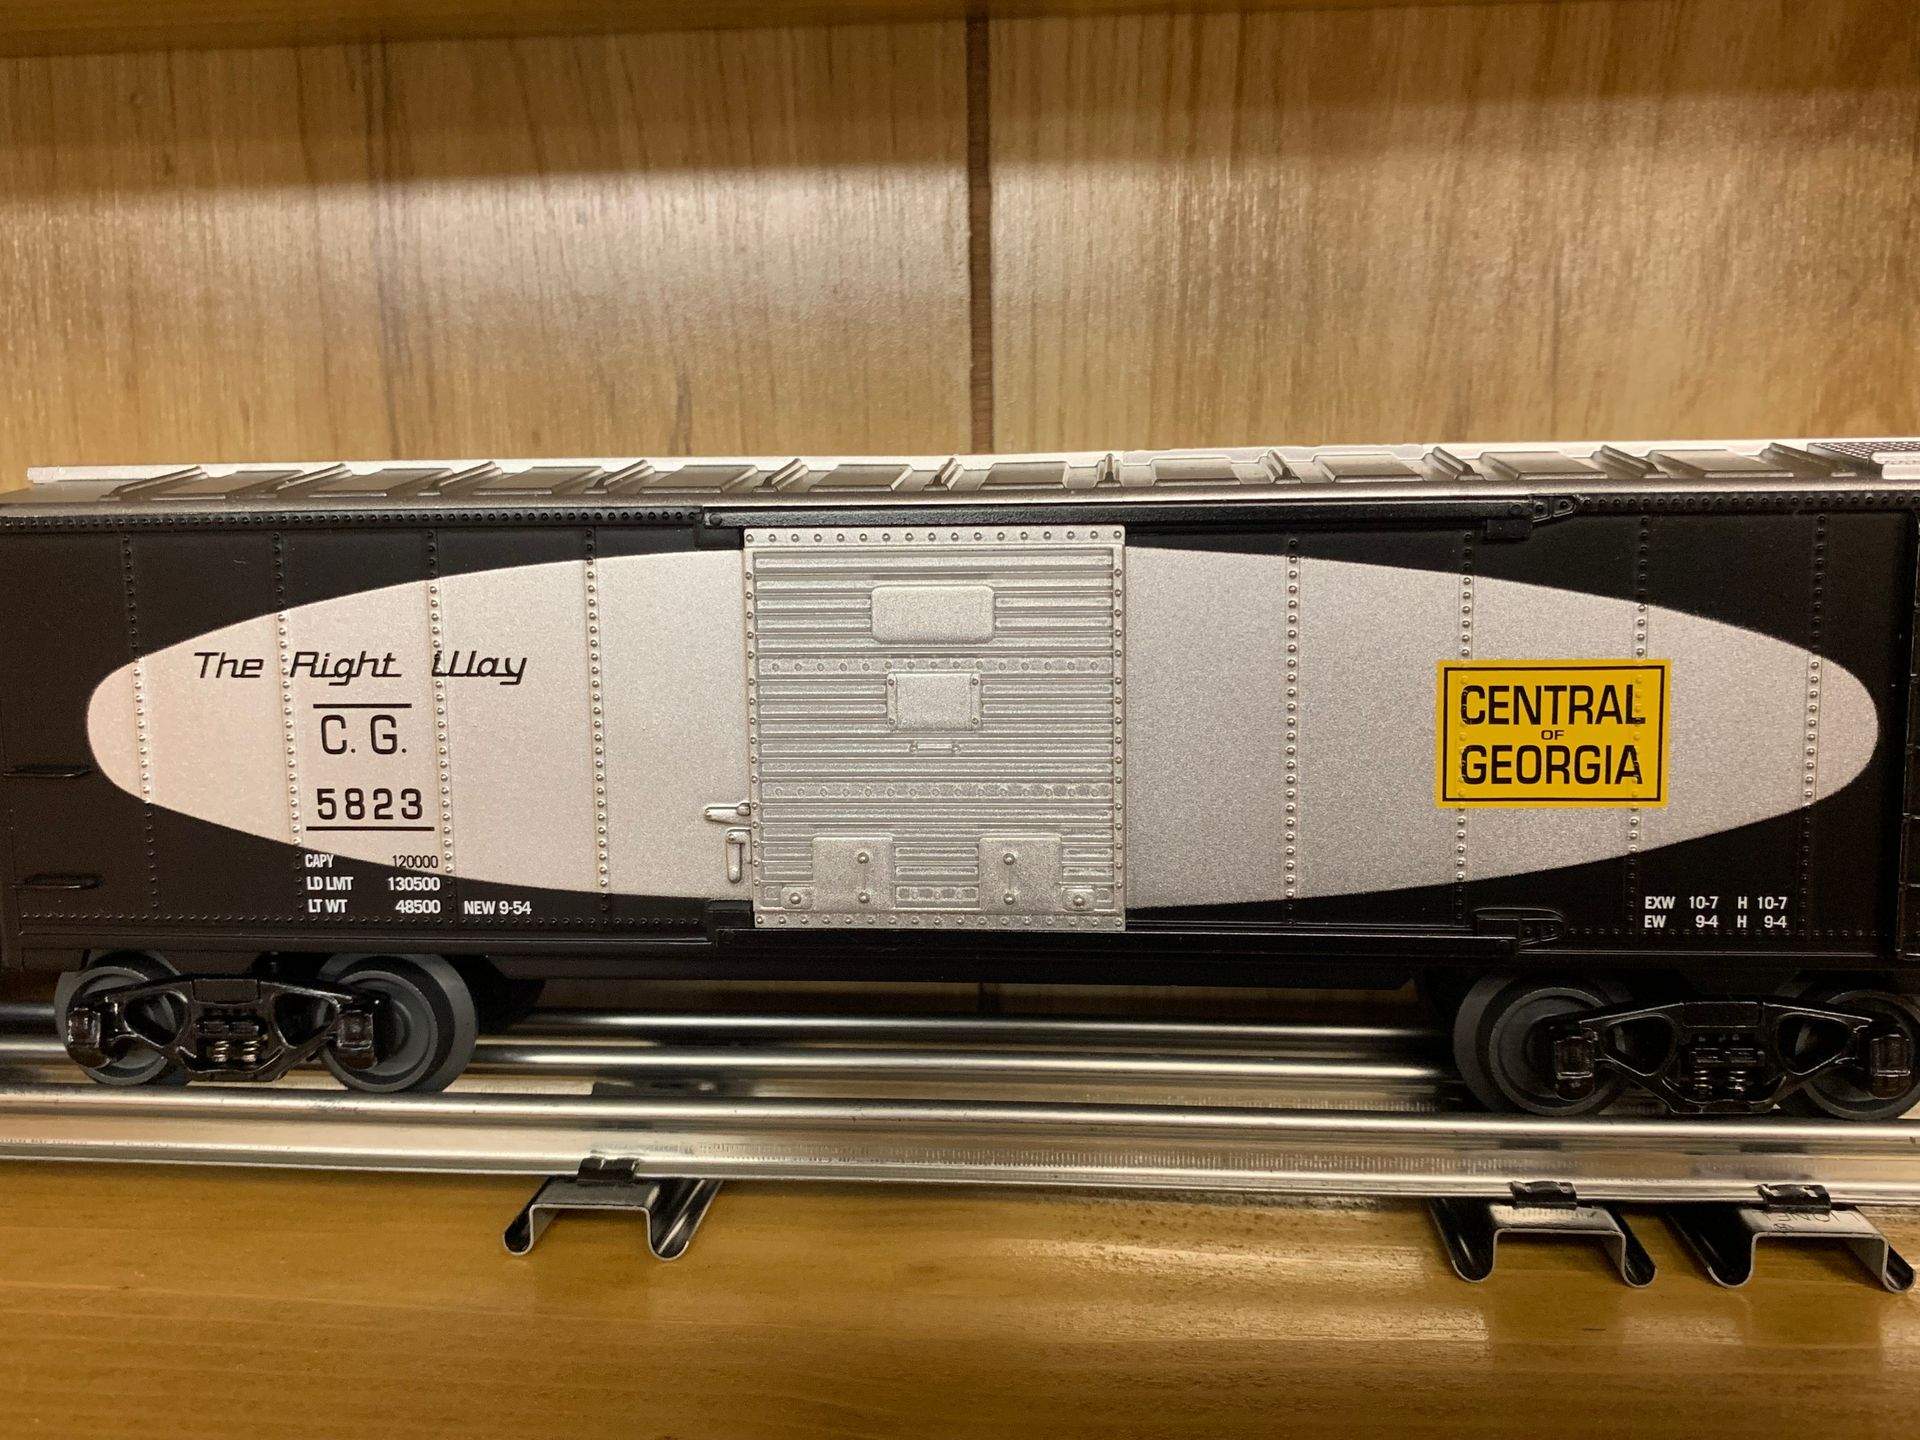 The Right Way
C. G.
5823
CAPY 120000
LD LMT 130500
LT WT 48500 NEW 9-54
CENTRAL
OF
GEORGIA
EXW 10-7 H 10-7
EW 9-4 H 9-4